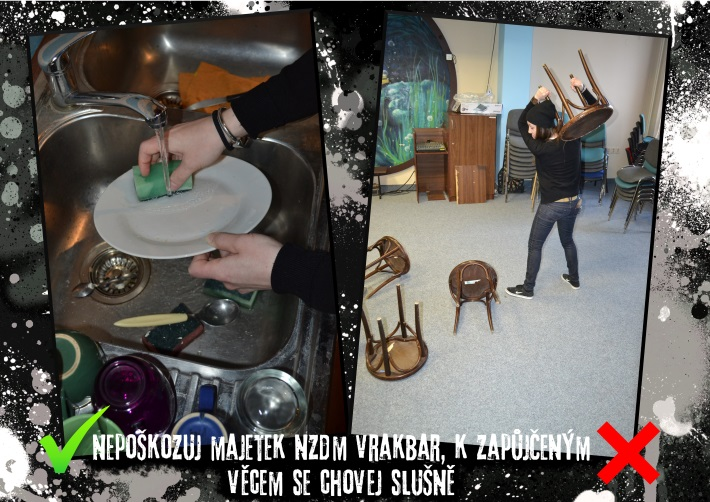 NEPOŠKOZUJ MAJETEK NZDM VRAKBAR, K ZAPŮJČENÝM
VĚCEM SE CHOVEJ SLUŠNĚ